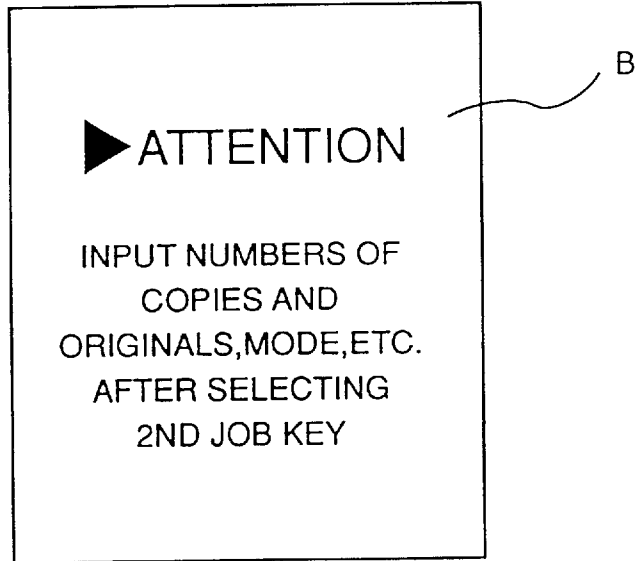 B
▶ATTENTION
INPUT NUMBERS OF
COPIES AND
ORIGINALS,MODE,ETC.
AFTER SELECTING
2ND JOB KEY